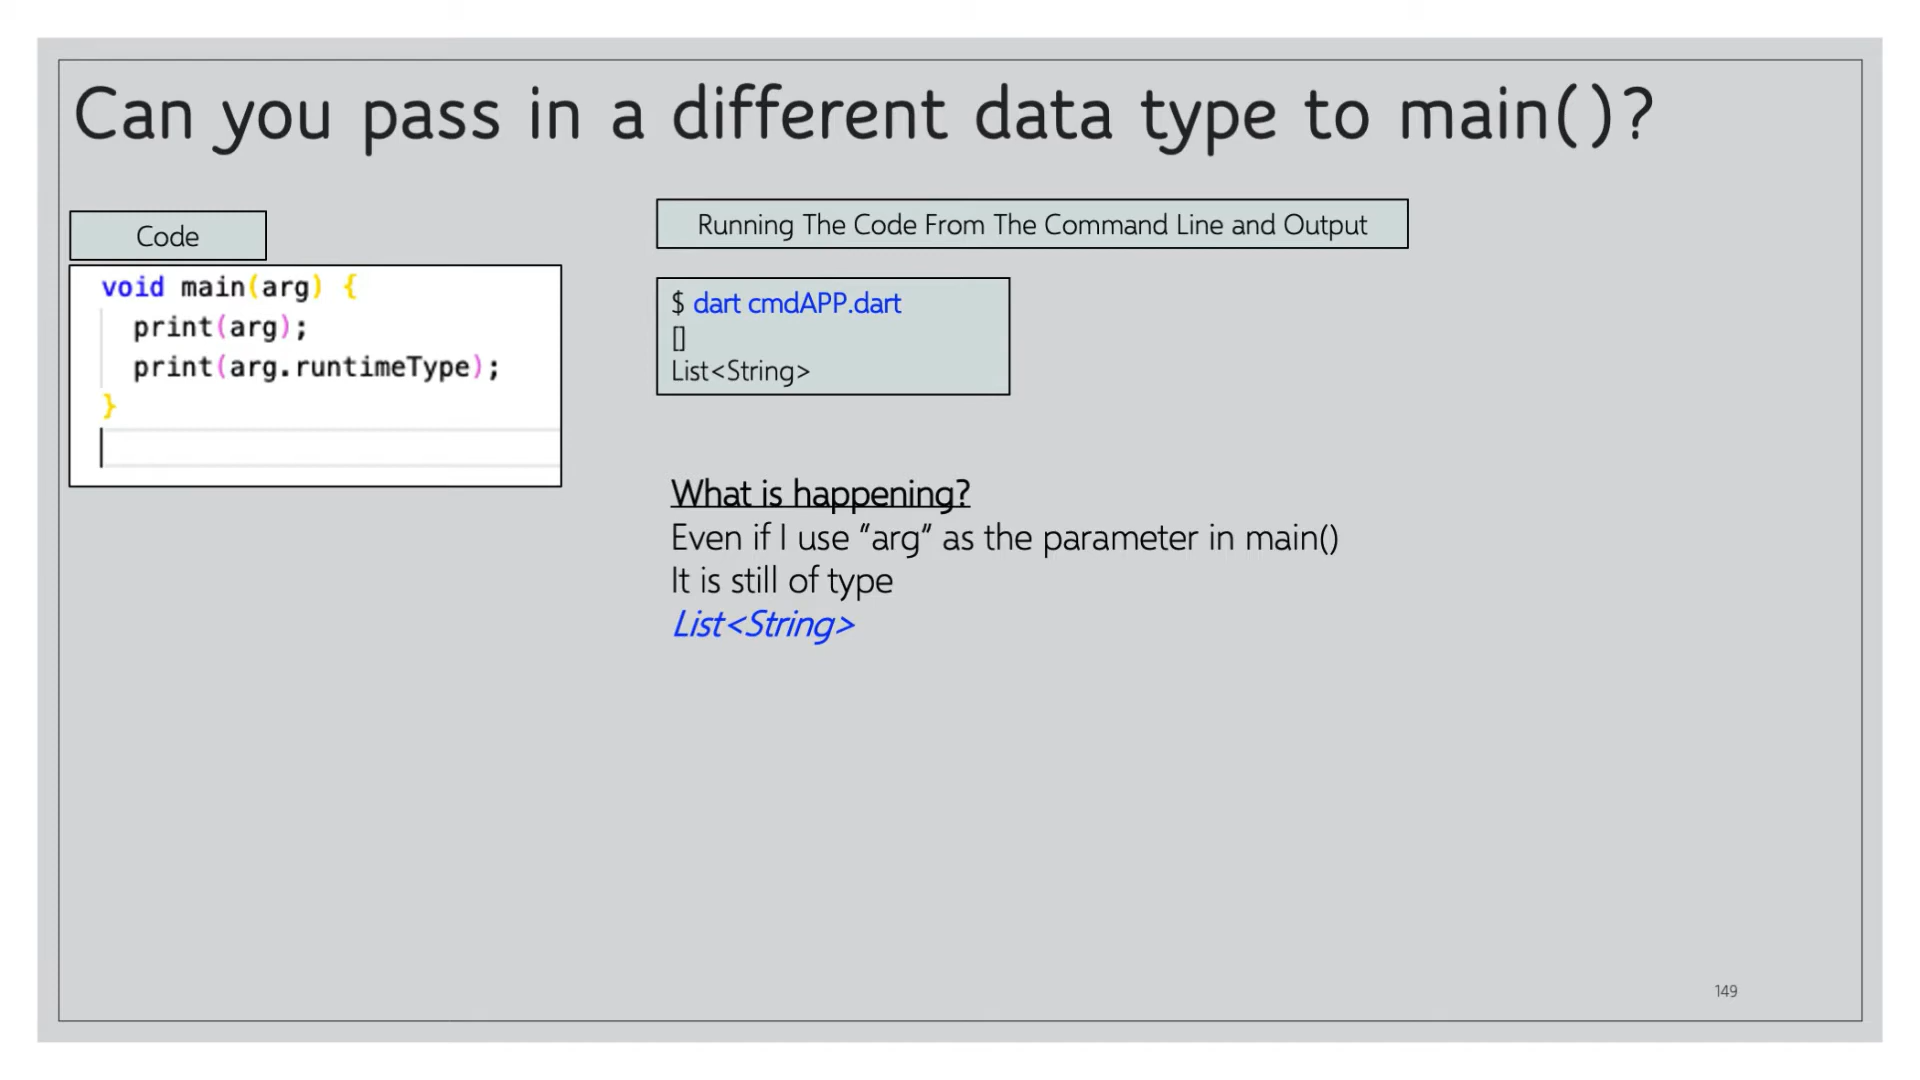 Can you pass in a different data type to main()?
Code
void main(arg) {
print(arg);
print(arg.runtimeType);
}
Running The Code From The Command Line and Output
$ dart cmdAPP.dart
[]
List<String>
What is happening?
Even if I use “arg” as the parameter in main()
It is still of type
List<String>
149